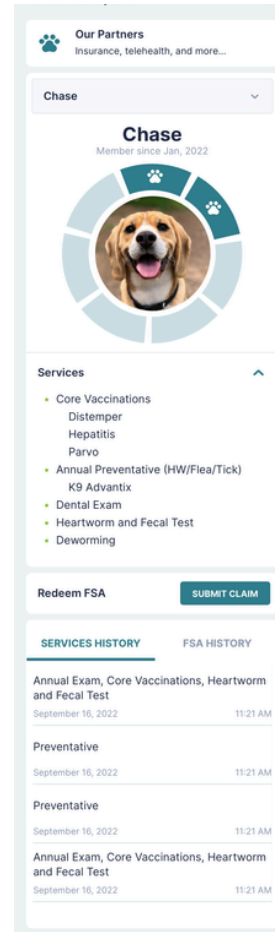 Our Partners
Insurance, telehealth, and more...
Chase
Chase
Member since Jan, 2022
Services
Core Vaccinations
Distemper
Hepatitis
Parvo
Annual Preventative (HW/Flea/Tick)
K9 Advantix
Dental Exam
Heartworm and Fecal Test
Deworming
Redeem FSA
SUBMIT CLAIM
SERVICES HISTORY FSA HISTORY
Annual Exam, Core Vaccinations, Heartworm
and Fecal Test
September 16, 2022 11:21 AM
Preventative
September 16, 2022 11:21 AM
Preventative
September 16, 2022 11:21 AM
Annual Exam, Core Vaccinations, Heartworm
and Fecal Test
September 16, 2022 11:21 AM